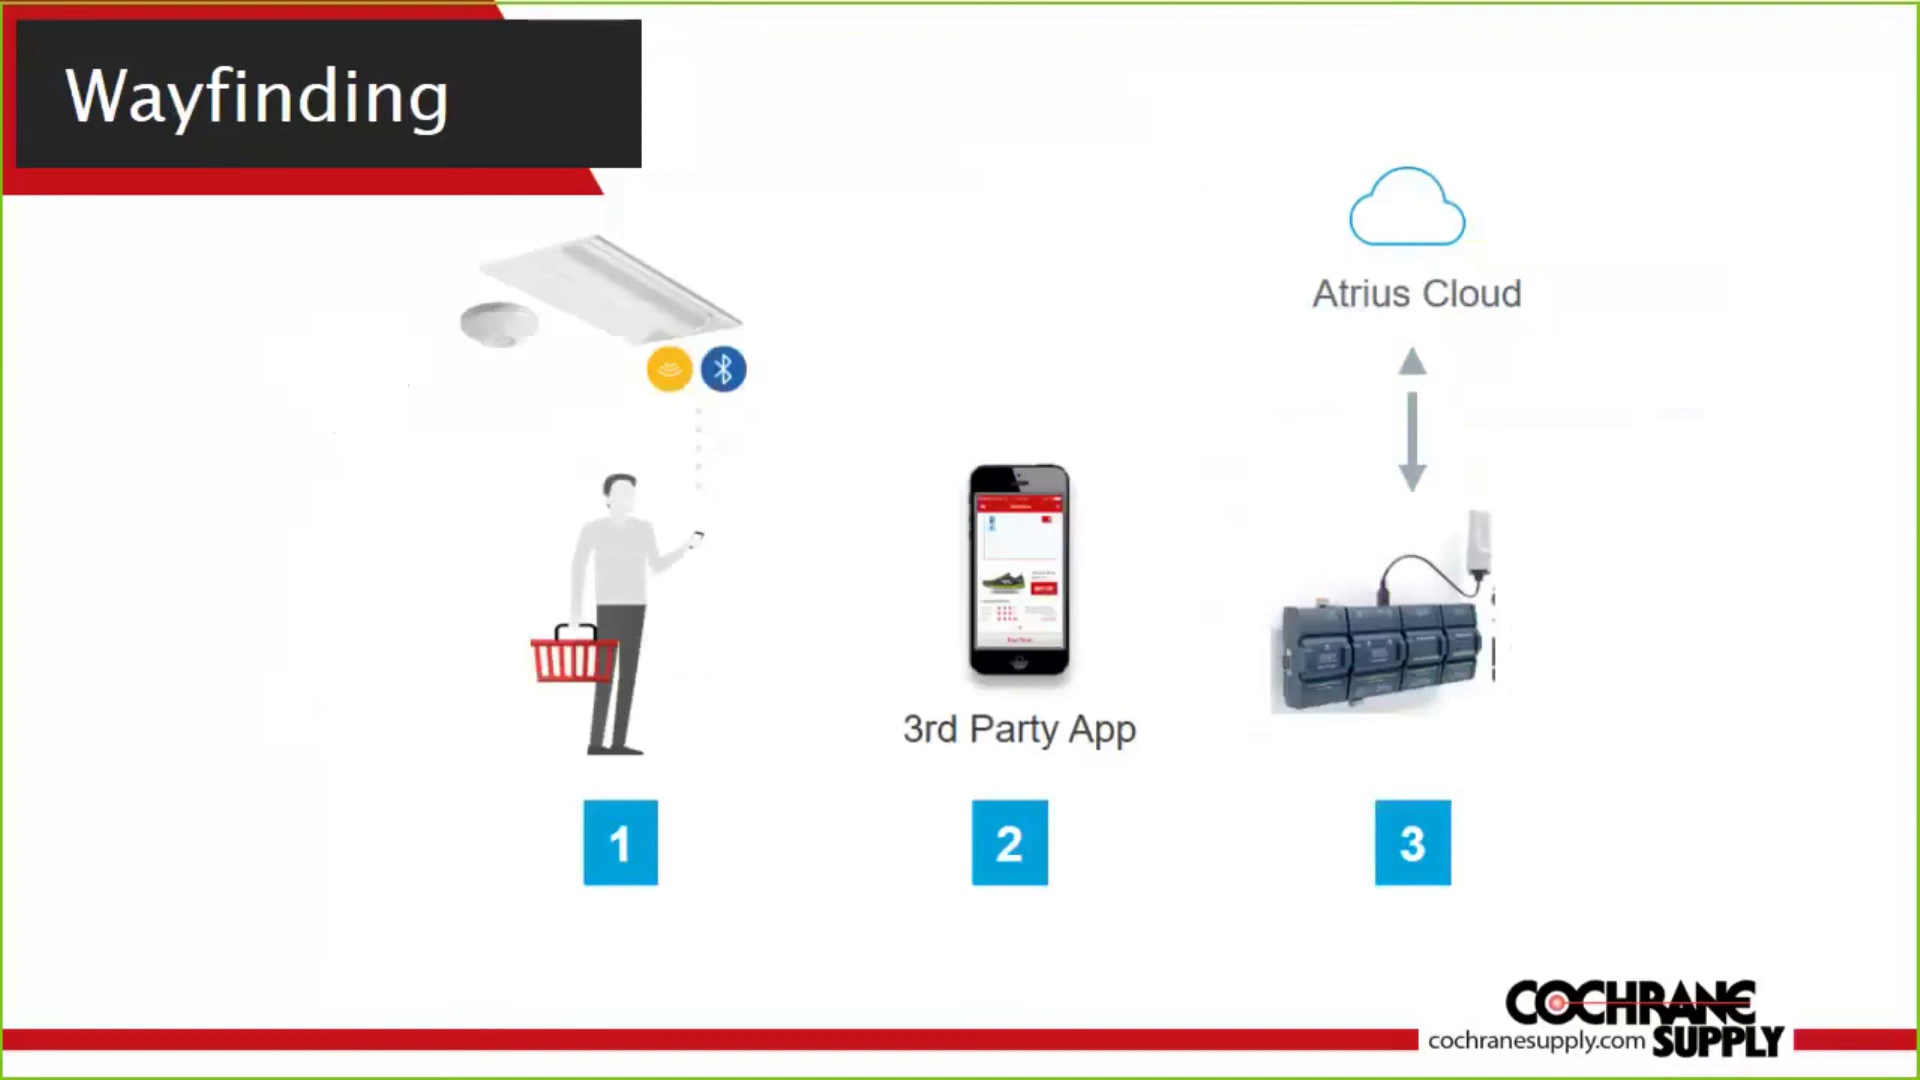 Wayfinding
Atrius Cloud
3rd Party App
1
2
3
COCHRANE
SUPPLY
cochranesupply.com